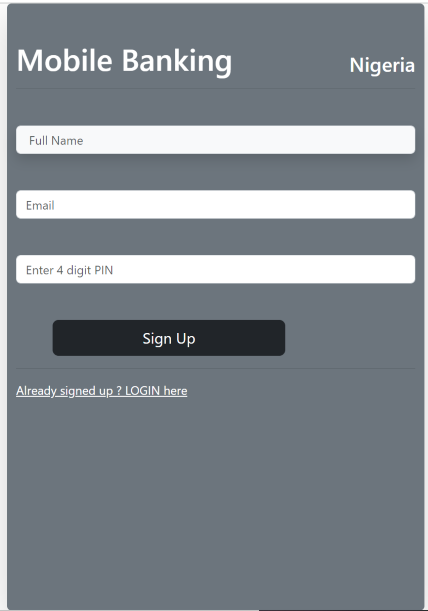 Mobile Banking Nigeria
Full Name
Email
Enter 4 digit PIN
Sign Up
Already signed up ? LOGIN here